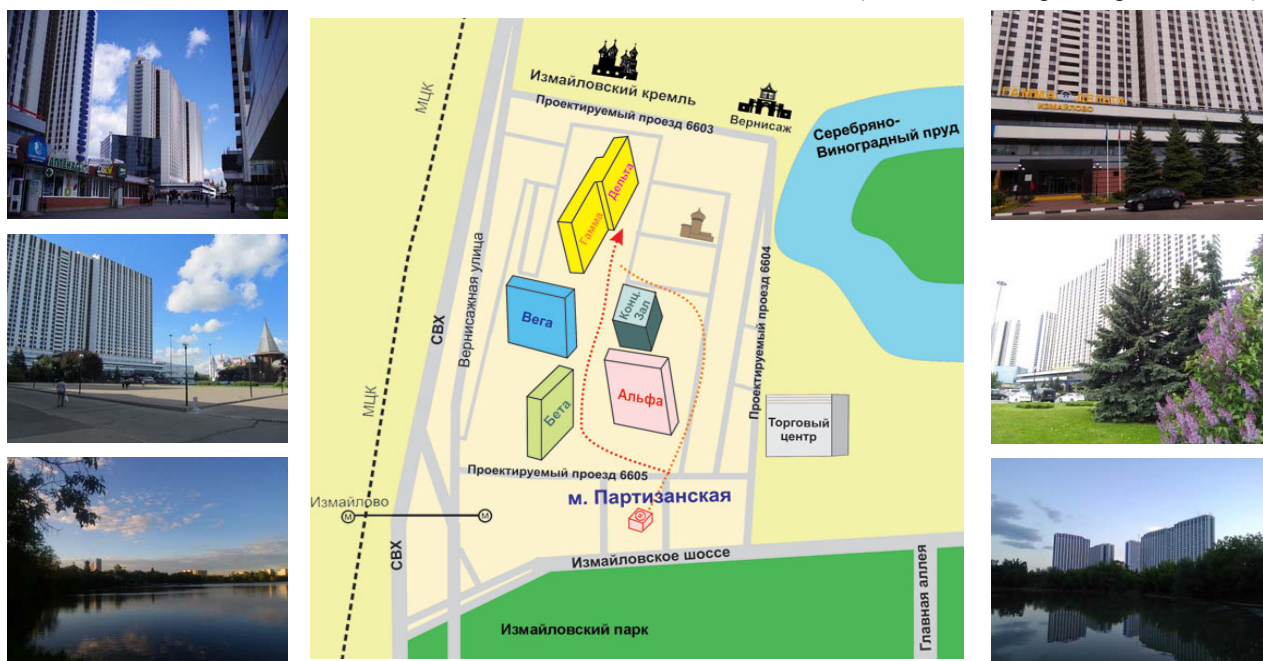 ГАММА ДЕЛЬТА
ИЗМАЙЛОВО
МЦК
Измайловский кремль
Проектируемый проезд 6603
Вернисаж
Серебряно-
Виноградный пруд
Дельта
Гамма
Вернисажная улица
СВХ
Вега
Конц.
Зал
Проектируемый проезд 6604
МЦК
Бета
Альфа
Торговый
центр
Проектируемый проезд 6605
м. Партизанская
Измайлово
М
М
СВХ
Измайловское шоссе
Главная аллея
Измайловский парк